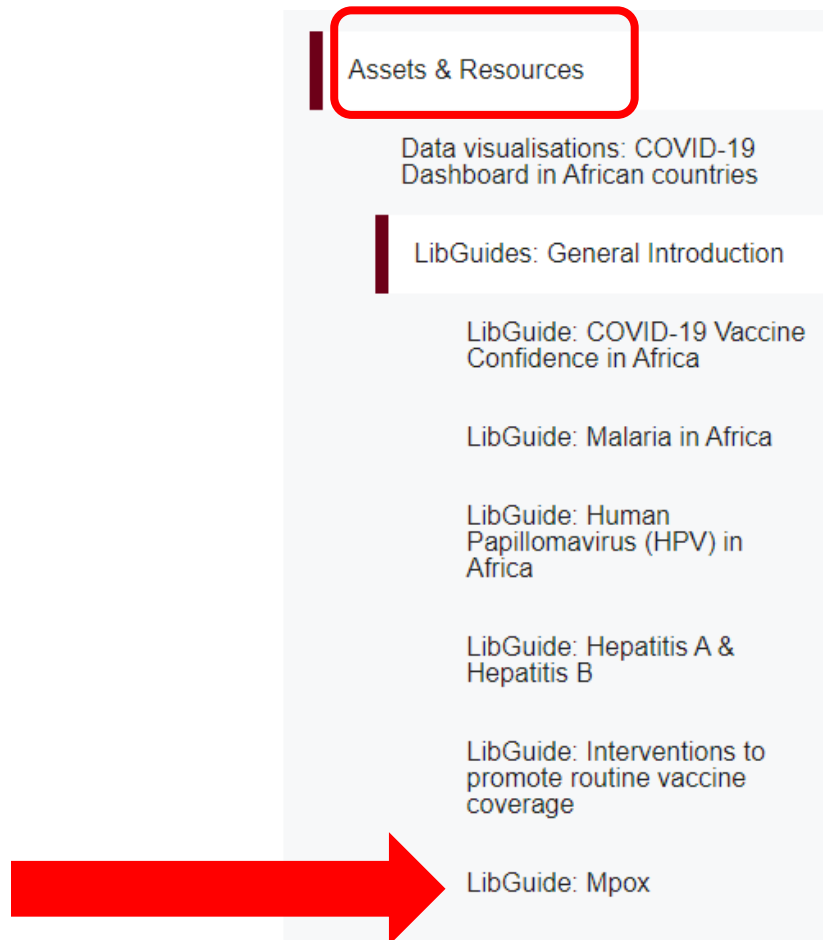 Assets & Resources
Data visualisations: COVID-19
Dashboard in African countries
LibGuides: General Introduction
LibGuide: COVID-19 Vaccine
Confidence in Africa
LibGuide: Malaria in Africa
LibGuide: Human
Papillomavirus (HPV) in
Africa
LibGuide: Hepatitis A &
Hepatitis B
LibGuide: Interventions to
promote routine vaccine
coverage
LibGuide: Mpox